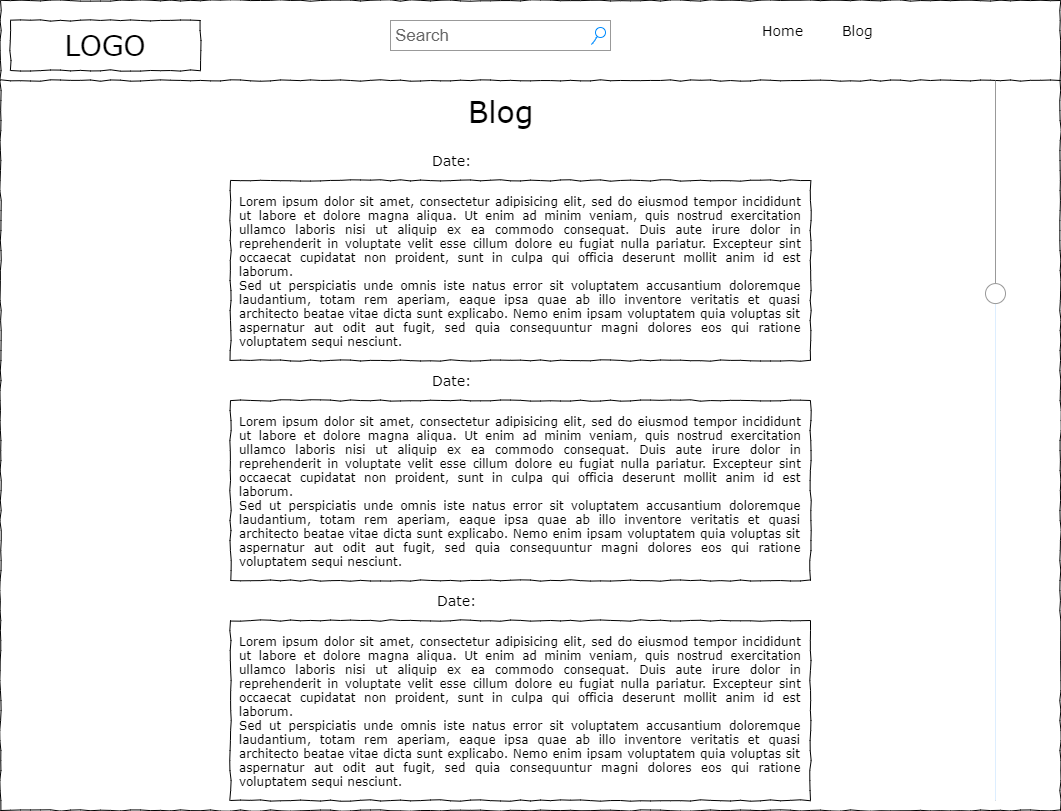 LOGO
Search
Home
Blog
Blog
Date:
Lorem ipsum dolor sit amet, consectetur adipisicing elit, sed do eiusmod tempor incididunt
ut labore et dolore magna aliqua. Ut enim ad minim veniam, quis nostrud exercitation
ullamco laboris nisi ut aliquip ex ea commodo consequat. Duis aute irure dolor in
reprehenderit in voluptate velit esse cillum dolore eu fugiat nulla pariatur. Excepteur sint
occaecat cupidatat non proident, sunt in culpa qui officia deserunt mollit anim id est
laborum.
Sed ut perspiciatis unde omnis iste natus error sit voluptatem accusantium doloremque
laudantium, totam rem aperiam, eaque ipsa quae ab illo inventore veritatis et quasi
architecto beatae vitae dicta sunt explicabo. Nemo enim ipsam voluptatem quia voluptas sit
aspernatur aut odit aut fugit, sed quia consequuntur magni dolores eos qui ratione
voluptatem sequi nesciunt.
Date:
Lorem ipsum dolor sit amet, consectetur adipisicing elit, sed do eiusmod tempor incididunt
ut labore et dolore magna aliqua. Ut enim ad minim veniam, quis nostrud exercitation
ullamco laboris nisi ut aliquip ex ea commodo consequat. Duis aute irure dolor in
reprehenderit in voluptate velit esse cillum dolore eu fugiat nulla pariatur. Excepteur sint
occaecat cupidatat non proident, sunt in culpa qui officia deserunt mollit anim id est
laborum.
Sed ut perspiciatis unde omnis iste natus error sit voluptatem accusantium doloremque
laudantium, totam rem aperiam, eaque ipsa quae ab illo inventore veritatis et quasi
architecto beatae vitae dicta sunt explicabo. Nemo enim ipsam voluptatem quia voluptas sit
aspernatur aut odit aut fugit, sed quia consequuntur magni dolores eos qui ratione
voluptatem sequi nesciunt.
Date:
Lorem ipsum dolor sit amet, consectetur adipisicing elit, sed do eiusmod tempor incididunt
ut labore et dolore magna aliqua. Ut enim ad minim veniam, quis nostrud exercitation
ullamco laboris nisi ut aliquip ex ea commodo consequat. Duis aute irure dolor in
reprehenderit in voluptate velit esse cillum dolore eu fugiat nulla pariatur. Excepteur sint
occaecat cupidatat non proident, sunt in culpa qui officia deserunt mollit anim id est
laborum.
Sed ut perspiciatis unde omnis iste natus error sit voluptatem accusantium doloremque
laudantium, totam rem aperiam, eaque ipsa quae ab illo inventore veritatis et quasi
architecto beatae vitae dicta sunt explicabo. Nemo enim ipsam voluptatem quia voluptas sit
aspernatur aut odit aut fugit, sed quia consequuntur magni dolores eos qui ratione
voluptatem sequi nesciunt.